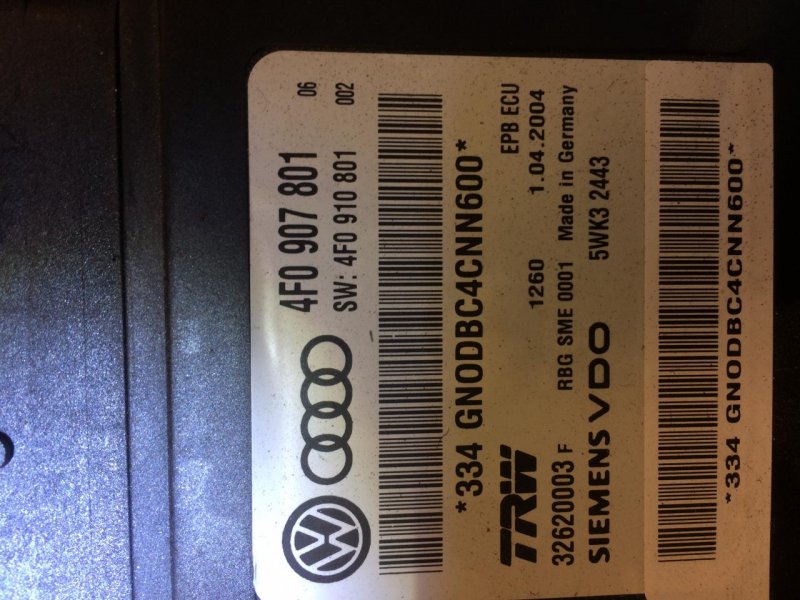 4F0 907 801 06
SW: 4F0 910 801 002
*334 GNODBC4CNN600*
EPB ECU
TRW 1260 1.04.2004
32620003 F RBG SME 0001 Made in Germany
SIEMENS VDO 5WK3 2443
*334 GNODBC4CNN600*